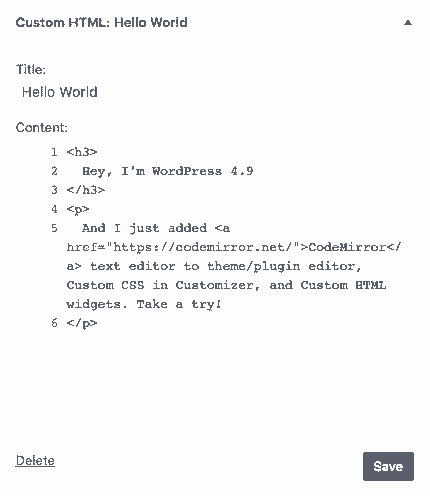 Custom HTML: Hello World
Title:
Hello World
Content:
1 <h3>
2 Hey, I'm WordPress 4.9
3 </h3>
4 <p>
5 And I just added <a
href="https://codemirror.net/">CodeMirror</
a> text editor to theme/plugin editor,
Custom CSS in Customizer, and Custom HTML
widgets. Take a try!
6 </p>
Delete
Save